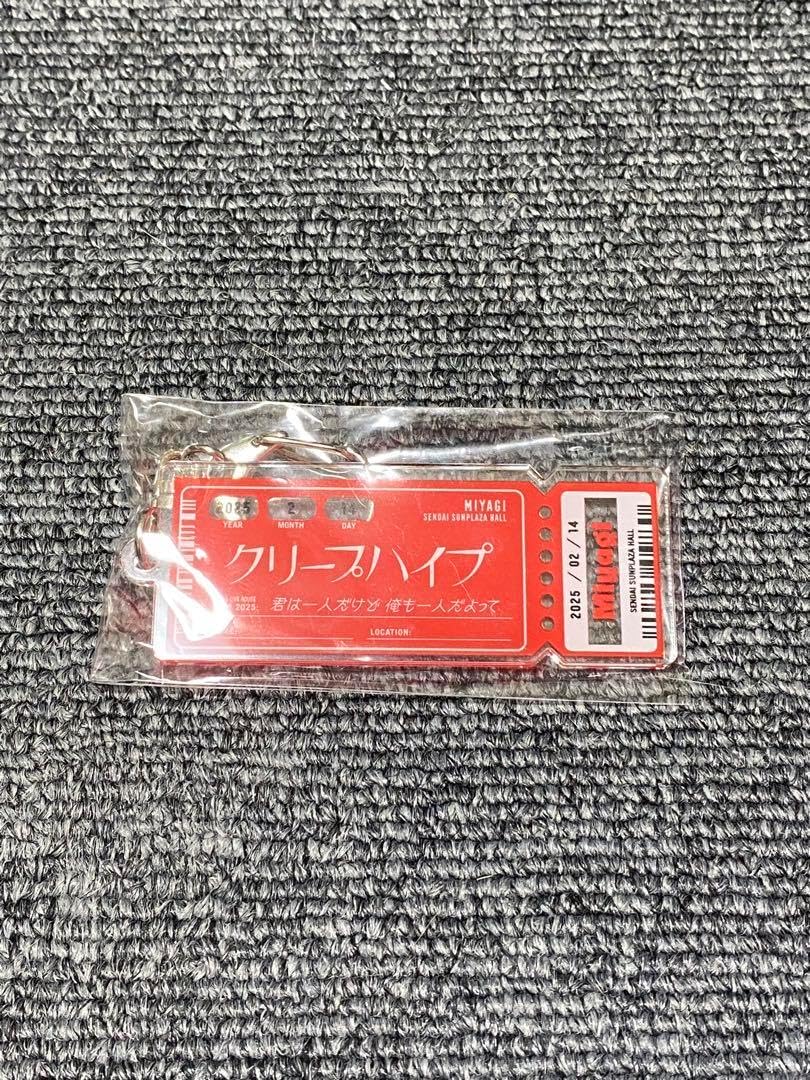 2025 2 14
YEAR MONTH DAY
MIYAGI
SENDAI SUNPLAZA HALL
クリープハイプ
2025
君は一人だけど 俺も一人だよって
LOCATION:
2025 / 02 / 14
Miyagi
SENDAI SUNPLAZA HALL